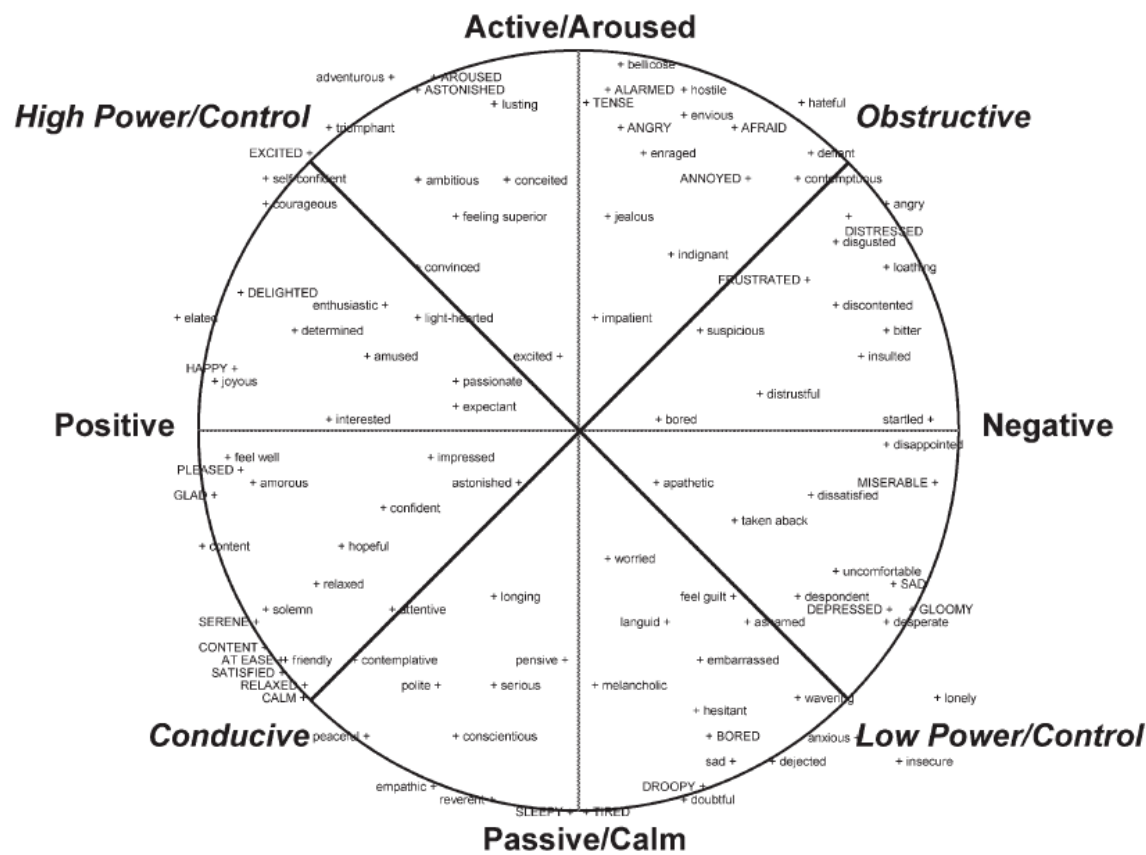 Active/Aroused
+ bellicose
adventurous +
+ AROUSED
+ ASTONISHED
+ ALARMED
+ hostile
+ lusting
+ TENSE
+ hateful
High Power/Control
+ envious
Obstructive
+ triumphant
+ ANGRY
+ AFRAID
EXCITED +
+ enraged
+ defiant
+ self-confident
+ ambitious
+ conceited
ANNOYED +
+ contemptuous
+ courageous
+ angry
+ feeling superior
+ jealous
+
DISTRESSED
+ disgusted
+ indignant
+ convinced
+ loathing
FRUSTRATED +
+ DELIGHTED
enthusiastic +
+ discontented
+ elated
+ light-hearted
+ impatient
+ determined
+ suspicious
+ bitter
+ amused
excited +
+ insulted
HAPPY +
+ joyous
+ passionate
+ distrustful
+ expectant
Positive
+ interested
+ bored
startled +
Negative
+ disappointed
+ feel well
+ impressed
PLEASED +
+ amorous
astonished +
+ apathetic
MISERABLE +
GLAD +
+ dissatisfied
+ confident
+ taken aback
+ content
+ hopeful
+ worried
+ uncomfortable
+ relaxed
+ SAD
+ longing
feel guilt +
+ despondent
+ solemn
+ attentive
DEPRESSED +
+ GLOOMY
SERENE +
languid +
+ ashamed
+ desperate
CONTENT +
AT EASE +
+ friendly
+ contemplative
pensive +
+ embarrassed
SATISFIED +
RELAXED +
polite +
+ serious
+ melancholic
CALM +
+ wavering
+ lonely
+ hesitant
Conducive
peaceful +
+ conscientious
+ BORED
anxious +
Low Power/Control
sad +
+ dejected
+ insecure
empathic +
DROOPY +
reverent +
+ doubtful
SLEEPY +
+ TIRED
Passive/Calm